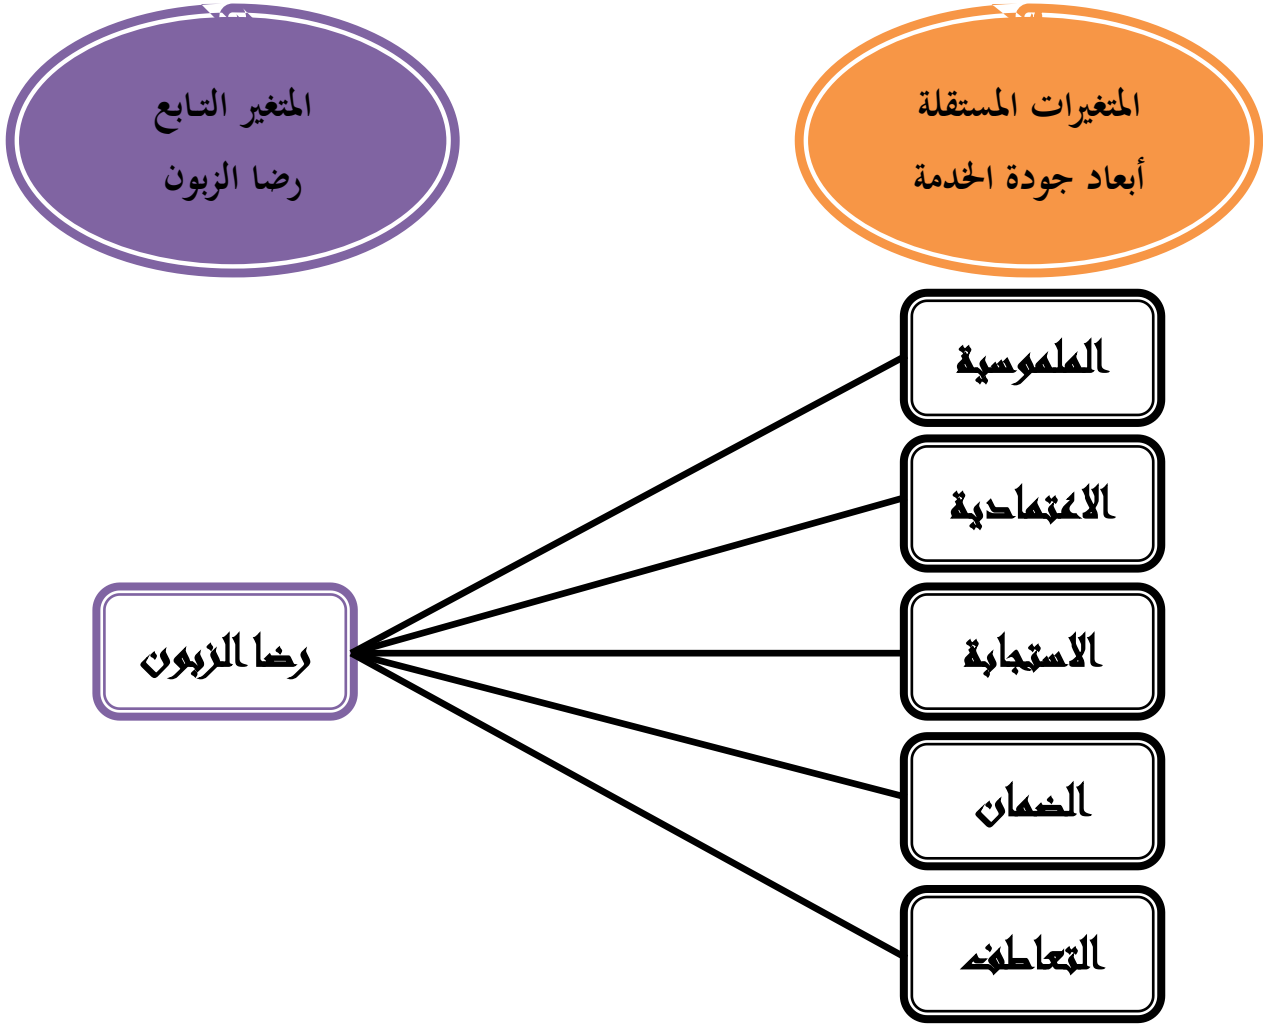 المتغيرات المستقلة
أبعاد جودة الخدمة
المتغير التابع
رضا الزبون
الملموسية
الاعتمادية
الاستجابة
الضمان
التعاطف
رضا الزبون